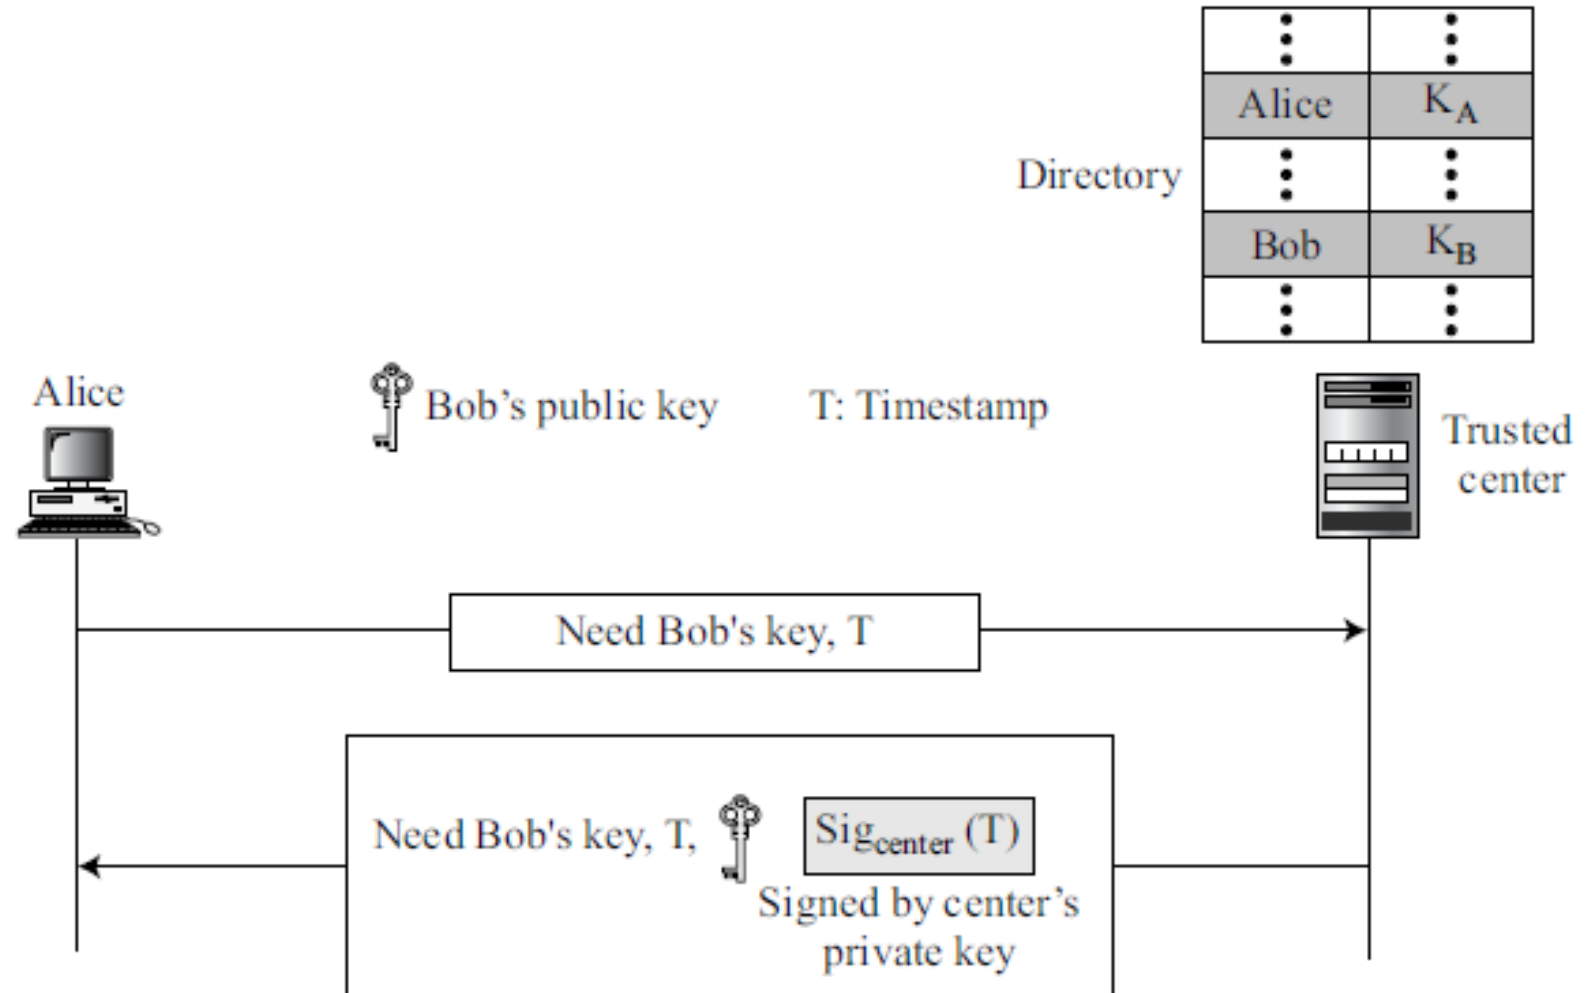 Alice K_A
Directory
Bob K_B
Alice
Bob’s public key
T: Timestamp
Trusted
center
Need Bob's key, T
Need Bob's key, T,
Sig_center (T)
Signed by center’s
private key